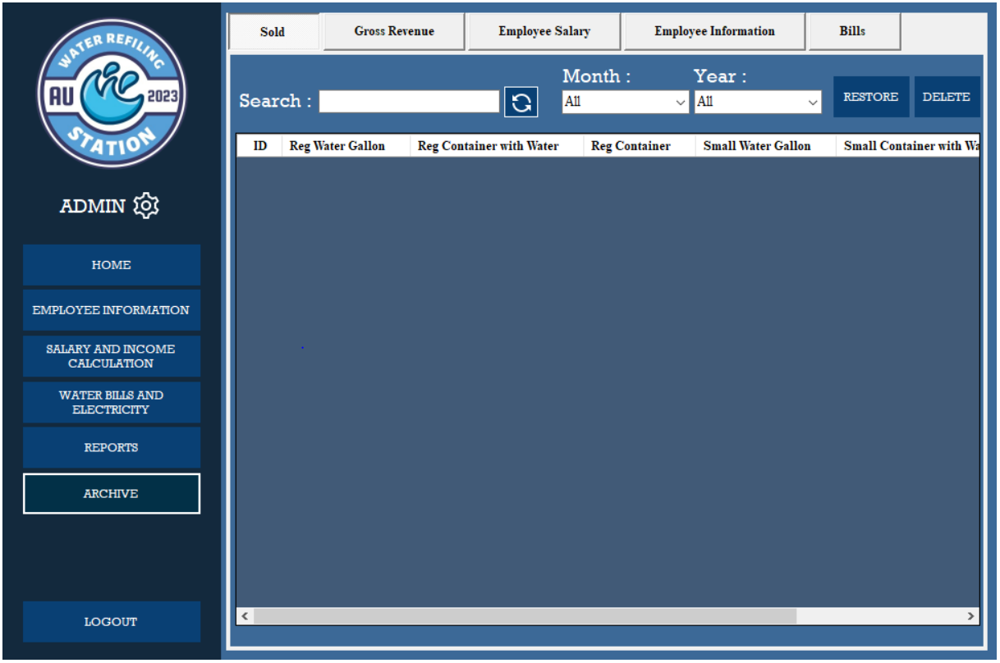 WATER REFILING
AU
2023
STATION
ADMIN
HOME
EMPLOYEE INFORMATION
SALARY AND INCOME
CALCULATION
WATER BILLS AND
ELECTRICITY
REPORTS
ARCHIVE
LOGOUT
Sold Gross Revenue Employee Salary Employee Information Bills
Month : Year :
Search : All All RESTORE DELETE
ID Reg Water Gallon Reg Container with Water Reg Container Small Water Gallon Small Container with Wa